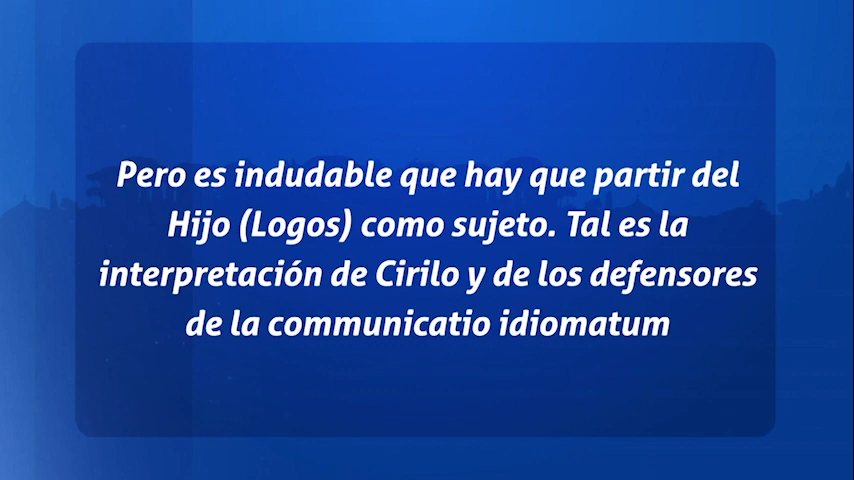 Pero es indudable que hay que partir del
Hijo (Logos) como sujeto. Tal es la
interpretación de Cirilo y de los defensores
de la communicatio idiomatum